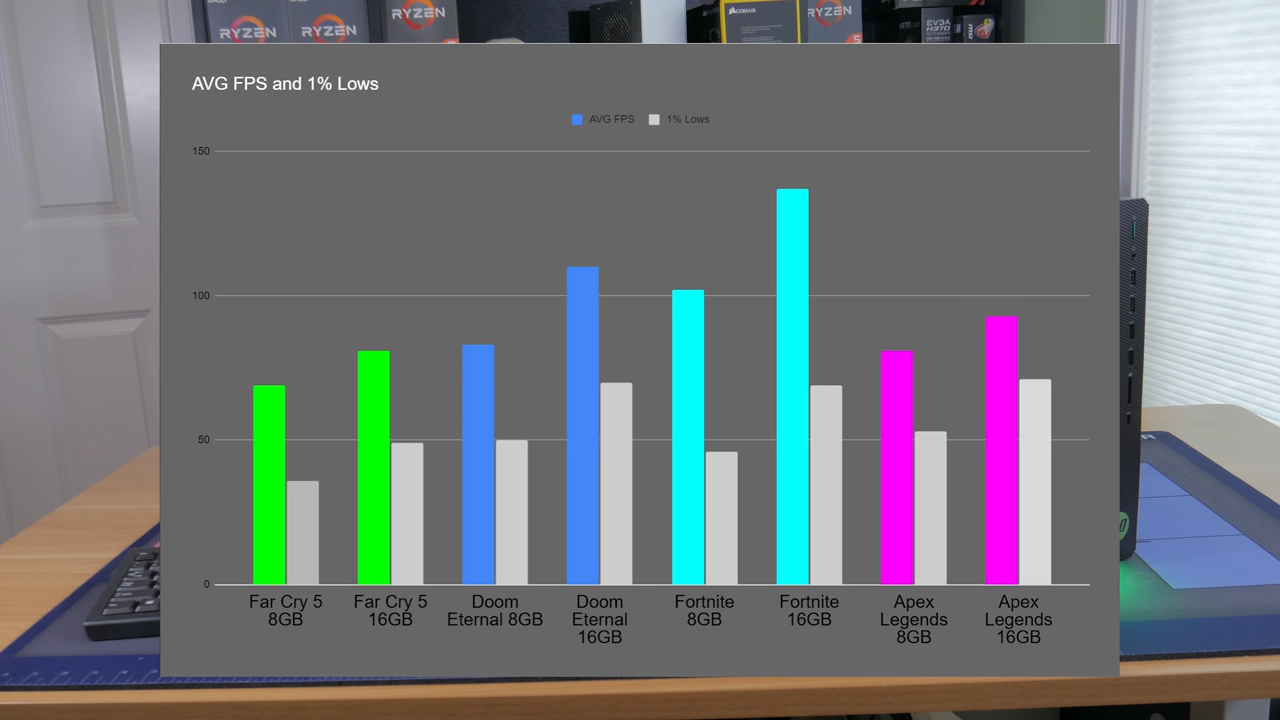 RYZEN
RYZEN
RYZEN
CORSAIR
RYZEN
5
EVGA
AVG FPS and 1% Lows
AVG FPS
1% Lows
150
100
50
0
Far Cry 5
8GB
Far Cry 5
16GB
Doom
Eternal 8GB
Doom
Eternal
16GB
Fortnite
8GB
Fortnite
16GB
Apex
Legends
8GB
Apex
Legends
16GB